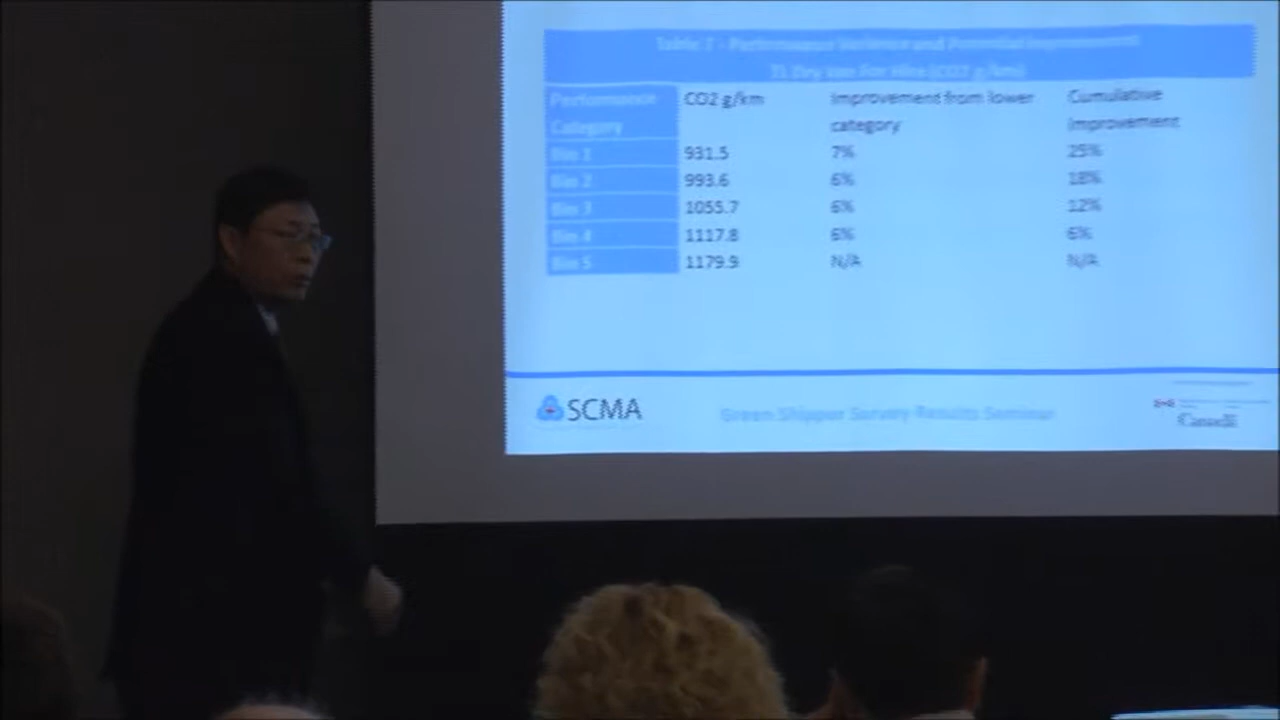 Table 7 - Performance Variance and Potential Improvement
TL Dry Van For Hire (CO2 g/km)
Performance Category CO2 g/km Improvement from lower category Cumulative Improvement
Bin 1 931.5 7% 25%
Bin 2 993.6 6% 18%
Bin 3 1055.7 6% 12%
Bin 4 1117.8 6% 6%
Bin 5 1179.9 N/A N/A
SCMA Green Shipper Survey Results Seminar Canada